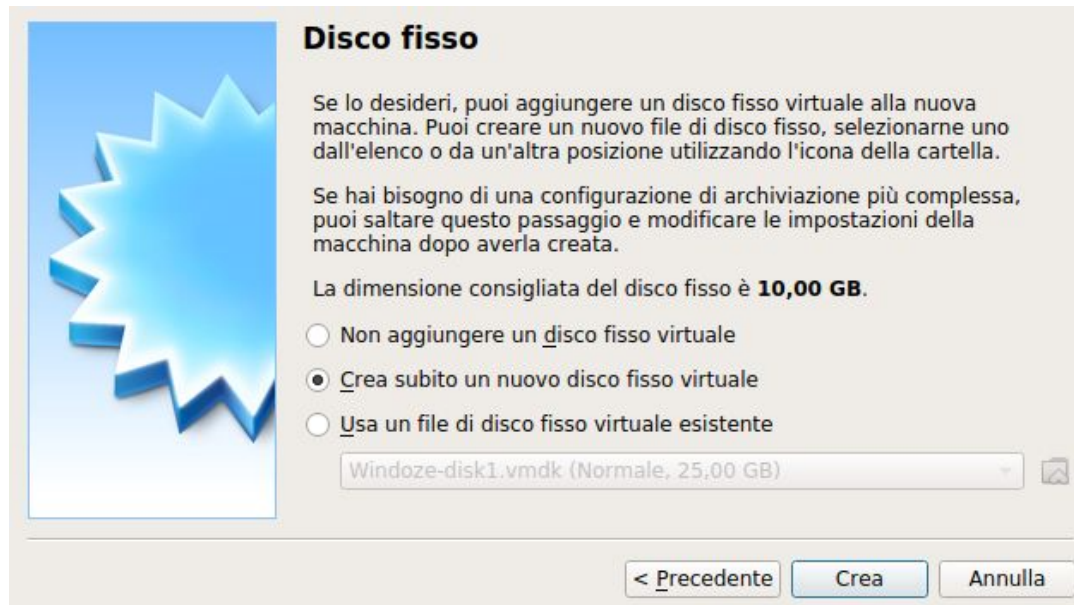 Disco fisso
Se lo desideri, puoi aggiungere un disco fisso virtuale alla nuova
macchina. Puoi creare un nuovo file di disco fisso, selezionarne uno
dall'elenco o da un'altra posizione utilizzando l'icona della cartella.
Se hai bisogno di una configurazione di archiviazione più complessa,
puoi saltare questo passaggio e modificare le impostazioni della
macchina dopo averla creata.
La dimensione consigliata del disco fisso è 10,00 GB.
Non aggiungere un disco fisso virtuale
Crea subito un nuovo disco fisso virtuale
Usa un file di disco fisso virtuale esistente
Windoze-disk1.vmdk (Normale, 25,00 GB)
< Precedente Crea Annulla